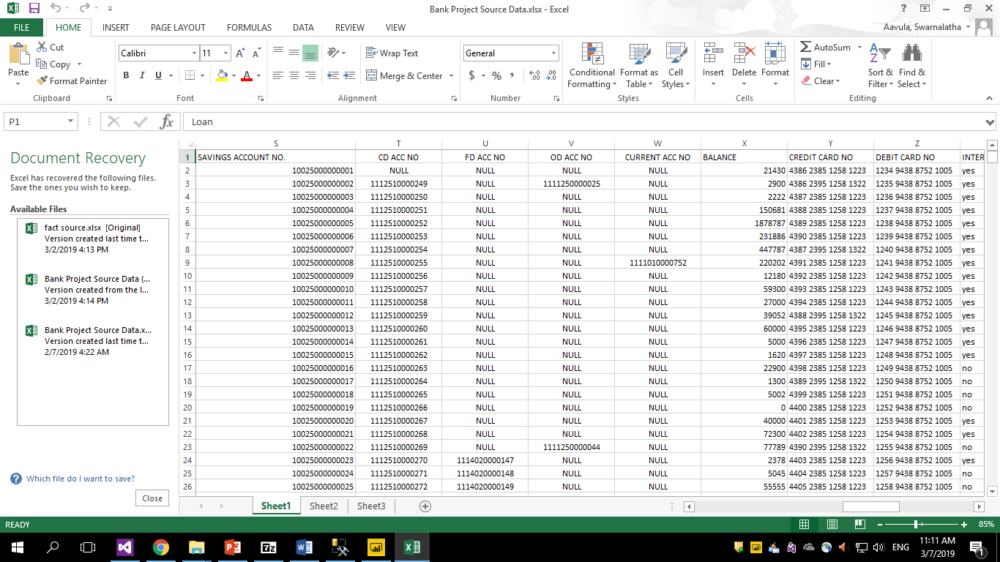 Bank Project Source Data.xlsx - Excel
FILE HOME INSERT PAGE LAYOUT FORMULAS DATA REVIEW VIEW Aavula, Swarnalatha
Paste Cut Copy Format Painter Clipboard
Calibri 11 B I U A Font
Wrap Text Merge & Center Alignment
General $ % , Number
Conditional Formatting Format as Table Cell Styles Styles
Insert Delete Format Cells
AutoSum Fill Clear Sort & Filter Find & Select Editing
P1 fx Loan
Document Recovery
Excel has recovered the following files.
Save the ones you wish to keep.
Available Files
fact source.xlsx [Original]
Version created last time t...
3/2/2019 4:13 PM
Bank Project Source Data (...
Version created from the l...
3/2/2019 4:14 PM
Bank Project Source Data.x...
Version created last time t...
2/7/2019 4:22 AM
Which file do I want to save?
Close
S T U V W X Y Z
1 SAVINGS ACCOUNT NO. CD ACC NO FD ACC NO OD ACC NO CURRENT ACC NO BALANCE CREDIT CARD NO DEBIT CARD NO INTER
2 10025000000001 NULL NULL NULL NULL 21430 4386 2385 1258 1223 1234 9438 8752 1005 yes
3 10025000000002 1112510000249 NULL 1111250000025 NULL 2900 4386 2395 1258 1322 1235 9438 8752 1005 yes
4 10025000000003 1112510000250 NULL NULL NULL 2222 4387 2385 1258 1223 1236 9438 8752 1005 yes
5 10025000000004 1112510000251 NULL NULL NULL 150681 4388 2385 1258 1223 1237 9438 8752 1005 yes
6 10025000000005 1112510000252 NULL NULL NULL 1878787 4389 2385 1258 1223 1238 9438 8752 1005 yes
7 10025000000006 1112510000253 NULL NULL NULL 231886 4390 2385 1258 1223 1239 9438 8752 1005 yes
8 10025000000007 1112510000254 NULL NULL NULL 447787 4387 2395 1258 1322 1240 9438 8752 1005 yes
9 10025000000008 1112510000255 NULL NULL 1111010000752 220202 4391 2385 1258 1223 1241 9438 8752 1005 yes
10 10025000000009 1112510000256 NULL NULL NULL 12180 4392 2385 1258 1223 1242 9438 8752 1005 yes
11 10025000000010 1112510000257 NULL NULL NULL 59300 4393 2385 1258 1223 1243 9438 8752 1005 yes
12 10025000000011 1112510000258 NULL NULL NULL 27000 4394 2385 1258 1223 1244 9438 8752 1005 yes
13 10025000000012 1112510000259 NULL NULL NULL 39052 4388 2395 1258 1322 1245 9438 8752 1005 yes
14 10025000000013 1112510000260 NULL NULL NULL 60000 4395 2385 1258 1223 1246 9438 8752 1005 yes
15 10025000000014 1112510000261 NULL NULL NULL 5000 4396 2385 1258 1223 1247 9438 8752 1005 yes
16 10025000000015 1112510000262 NULL NULL NULL 1620 4397 2385 1258 1223 1248 9438 8752 1005 yes
17 10025000000016 1112510000263 NULL NULL NULL 22900 4398 2385 1258 1223 1249 9438 8752 1005 no
18 10025000000017 1112510000264 NULL NULL NULL 1300 4389 2395 1258 1322 1250 9438 8752 1005 no
19 10025000000018 1112510000265 NULL NULL NULL 5002 4399 2385 1258 1223 1251 9438 8752 1005 no
20 10025000000019 1112510000266 NULL NULL NULL 0 4400 2385 1258 1223 1252 9438 8752 1005 no
21 10025000000020 1112510000267 NULL NULL NULL 40000 4401 2385 1258 1223 1253 9438 8752 1005 yes
22 10025000000021 1112510000268 NULL NULL NULL 72300 4402 2385 1258 1223 1254 9438 8752 1005 yes
23 10025000000022 1112510000269 NULL 1111250000044 NULL 77789 4390 2395 1258 1322 1255 9438 8752 1005 no
24 10025000000023 1112510000270 1114020000147 NULL NULL 2378 4403 2385 1258 1223 1256 9438 8752 1005 yes
25 10025000000024 1112510000271 1114020000148 NULL NULL 5045 4404 2385 1258 1223 1257 9438 8752 1005 no
26 10025000000025 1112510000272 1114020000149 NULL NULL 55555 4405 2385 1258 1223 1258 9438 8752 1005 no
Sheet1 Sheet2 Sheet3
READY 85%
ENG 11:11 AM
3/7/2019